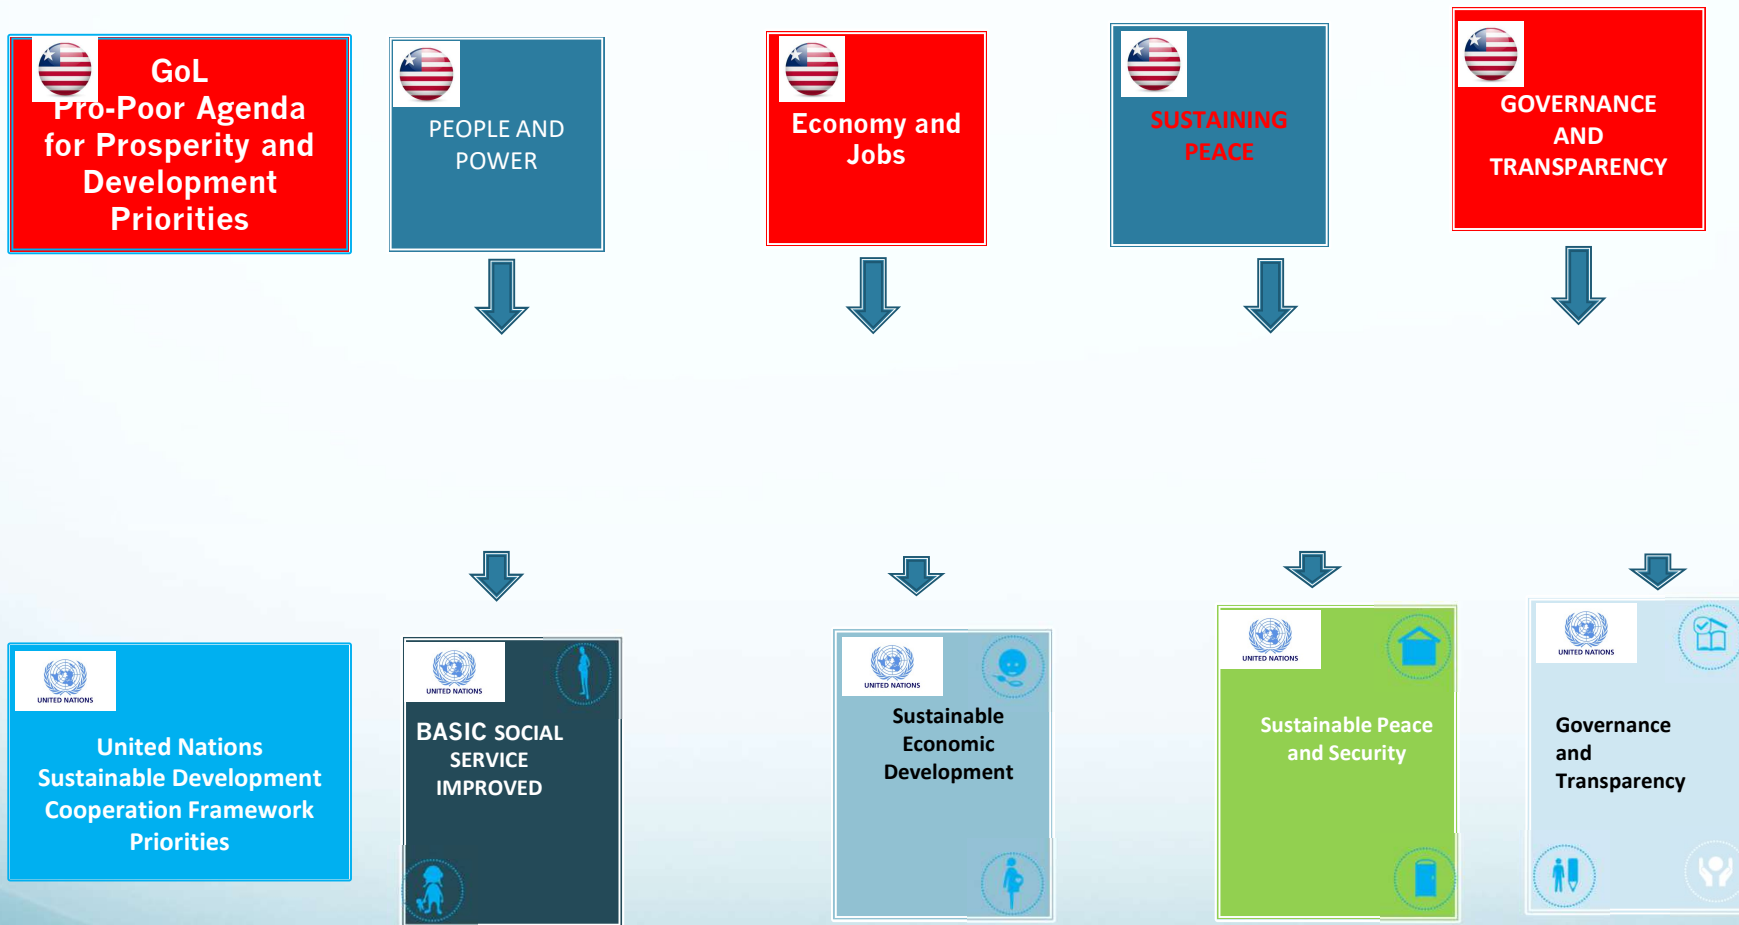 GoL
Pro-Poor Agenda
for Prosperity and
Development
Priorities
PEOPLE AND
POWER
Economy and
Jobs
SUSTAINING
PEACE
GOVERNANCE
AND
TRANSPARENCY
UNITED NATIONS
United Nations
Sustainable Development
Cooperation Framework
Priorities
UNITED NATIONS
BASIC SOCIAL
SERVICE
IMPROVED
UNITED NATIONS
Sustainable
Economic
Development
UNITED NATIONS
Sustainable Peace
and Security
UNITED NATIONS
Governance
and
Transparency